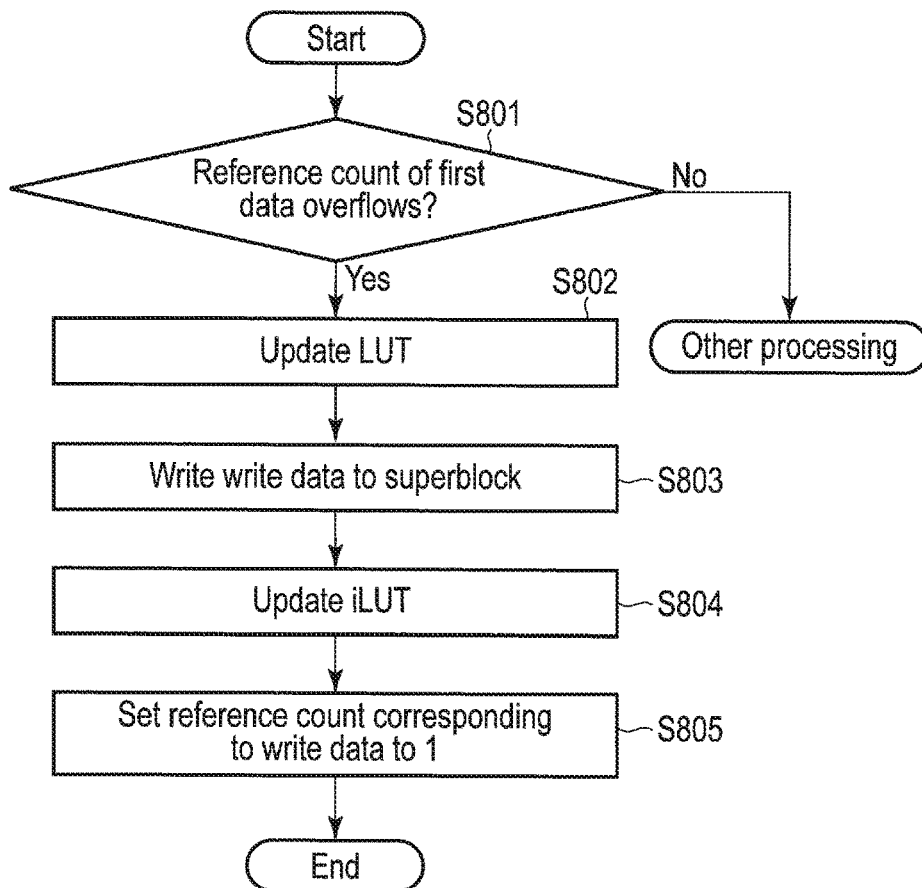 Start
S801
Reference count of first
data overflows?
No
Yes
S802
Update LUT
Other processing
Write write data to superblock
S803
Update iLUT
S804
Set reference count corresponding
to write data to 1
S805
End